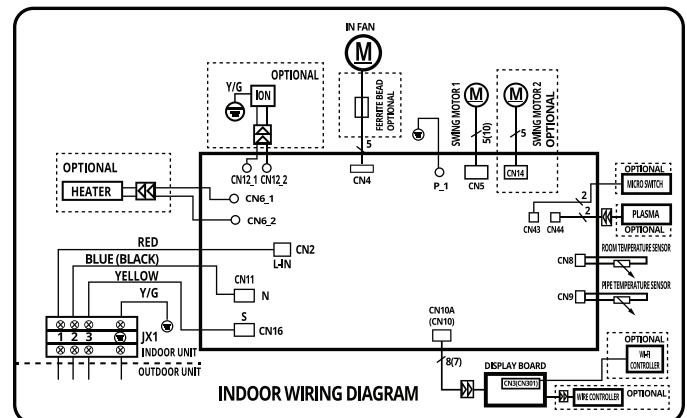 IN FAN
M
OPTIONAL
Y/G
ION
FERRITE BEAD
OPTIONAL
5
SWING MOTOR 1
M
5(10)
SWING MOTOR 2
OPTIONAL
M
5
CN12_1 CN12_2
CN4
P_1
CN5
CN14
OPTIONAL
HEATER
CN6_1
CN6_2
OPTIONAL
MICRO SWITCH
2
2
PLASMA
OPTIONAL
CN43
CN44
RED
CN2
L-IN
BLUE (BLACK)
YELLOW
CN11
N
Y/G
S
CN16
ROOM TEMPERATURE SENSOR
CN8
PIPE TEMPERATURE SENSOR
CN9
1 2 3
JX1
INDOOR UNIT
OUTDOOR UNIT
CN10A
(CN10)
8(7)
DISPLAY BOARD
CN3(CN301)
OPTIONAL
WI-FI
CONTROLLER
WIRE CONTROLLER
OPTIONAL
INDOOR WIRING DIAGRAM